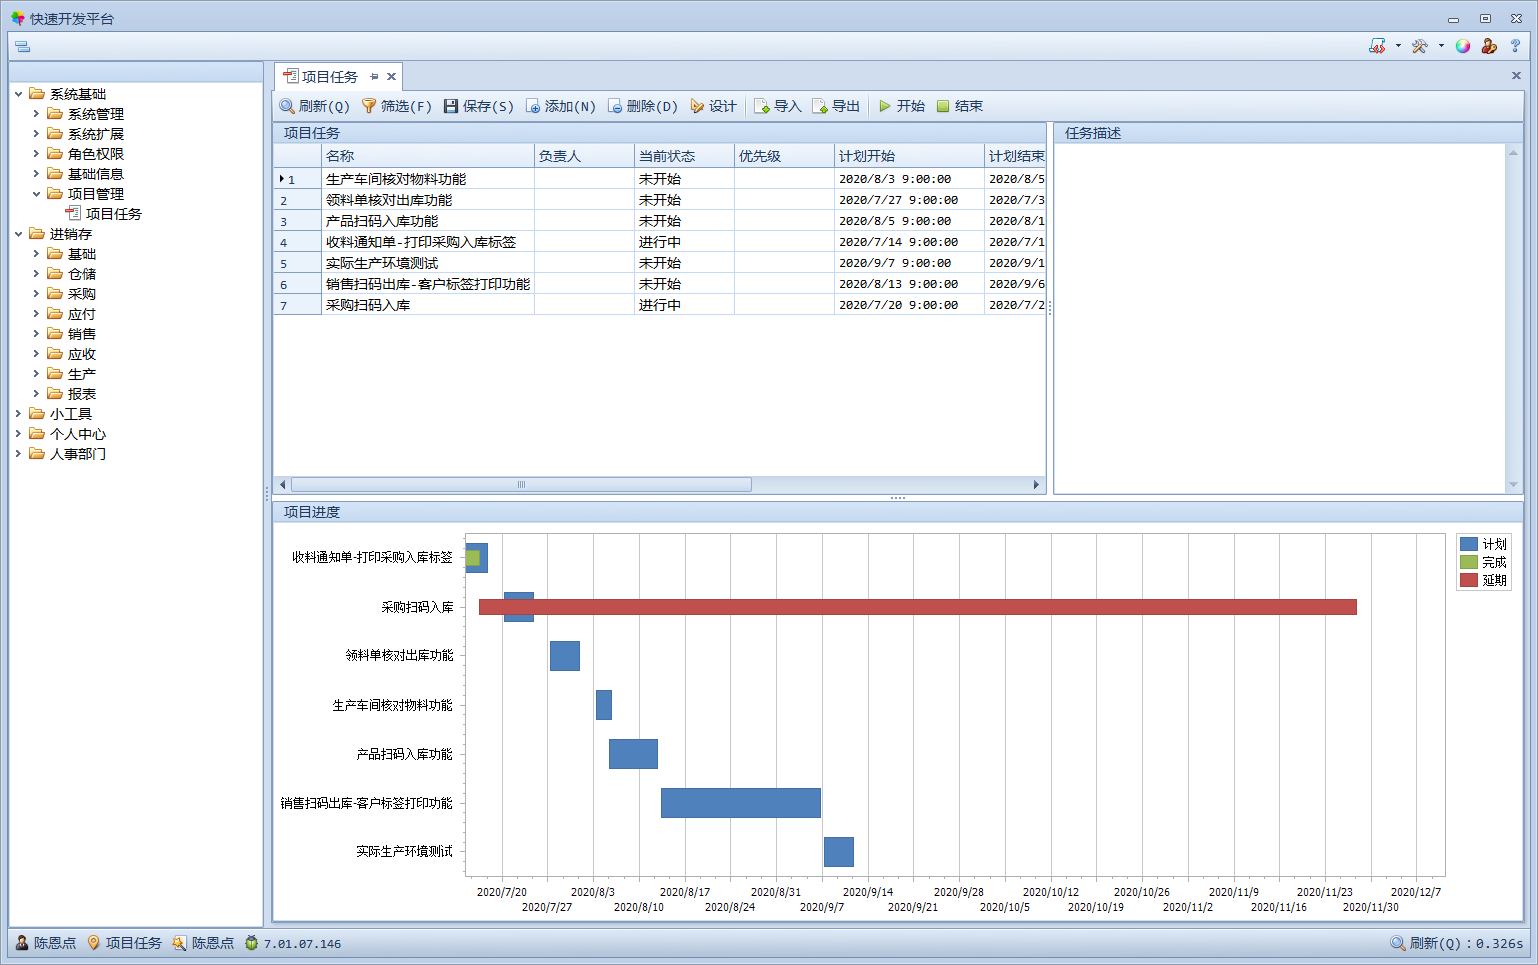 快速开发平台
系统基础
系统管理
系统扩展
角色权限
基础信息
项目管理
项目任务
进销存
基础
仓储
采购
应付
销售
应收
生产
报表
小工具
个人中心
人事部门
项目任务
刷新(Q) 筛选(F) 保存(S) 添加(N) 删除(D) 设计 导入 导出 开始 结束
项目任务
名称 负责人 当前状态 优先级 计划开始 计划结束
1 生产车间核对物料功能 未开始 2020/8/3 9:00:00 2020/8/5
2 领料单核对出库功能 未开始 2020/7/27 9:00:00 2020/7/3
3 产品扫码入库功能 未开始 2020/8/5 9:00:00 2020/8/1
4 收料通知单-打印采购入库标签 进行中 2020/7/14 9:00:00 2020/7/1
5 实际生产环境测试 未开始 2020/9/7 9:00:00 2020/9/1
6 销售扫码出库-客户标签打印功能 未开始 2020/8/13 9:00:00 2020/9/6
7 采购扫码入库 进行中 2020/7/20 9:00:00 2020/7/2
任务描述
项目进度
收料通知单-打印采购入库标签
采购扫码入库
领料单核对出库功能
生产车间核对物料功能
产品扫码入库功能
销售扫码出库-客户标签打印功能
实际生产环境测试
计划
完成
延期
2020/7/20 2020/8/3 2020/8/17 2020/8/31 2020/9/14 2020/9/28 2020/10/12 2020/10/26 2020/11/9 2020/11/23 2020/12/7
2020/7/27 2020/8/10 2020/8/24 2020/9/7 2020/9/21 2020/10/5 2020/10/19 2020/11/2 2020/11/16 2020/11/30
陈恩点 项目任务 陈恩点 7.01.07.146 刷新(Q)：0.326s